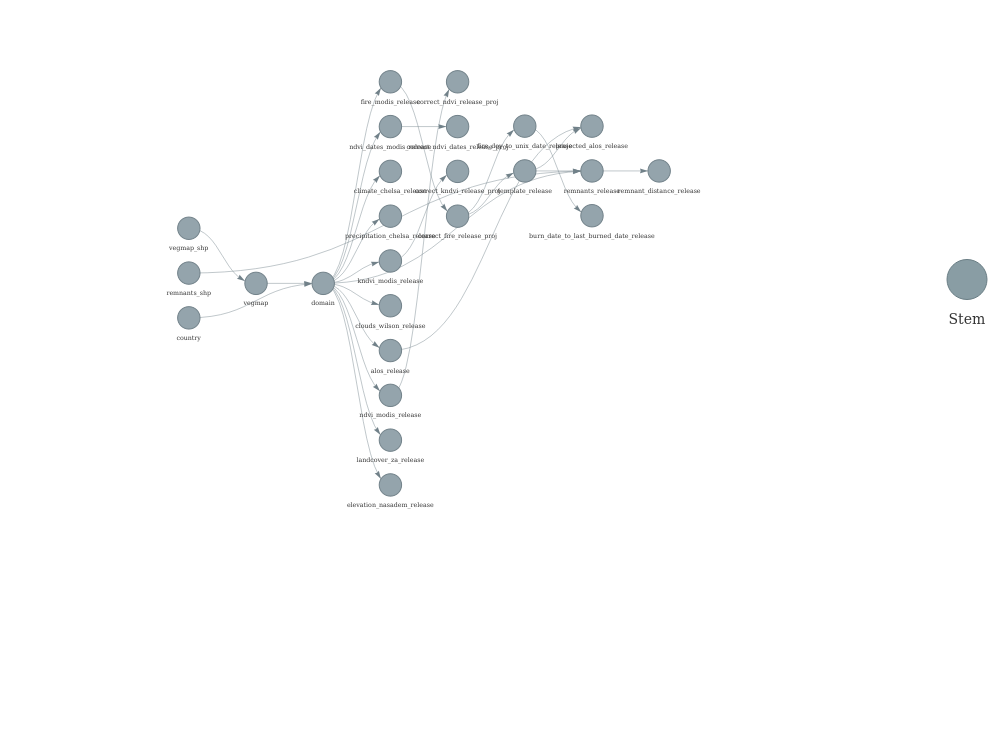 fire_modis_release
correct_ndvi_release_proj
ndvi_dates_modis_release
correct_ndvi_dates_release_proj
fire_doy_to_unix_date_release
projected_alos_release
climate_chelsa_release
correct_kndvi_release_proj
template_release
remnants_release
remnant_distance_release
precipitation_chelsa_release
correct_fire_release_proj
burn_date_to_last_burned_date_release
vegmap_shp
kndvi_modis_release
remnants_shp
vegmap
domain
clouds_wilson_release
Stem
country
alos_release
ndvi_modis_release
landcover_za_release
elevation_nasadem_release